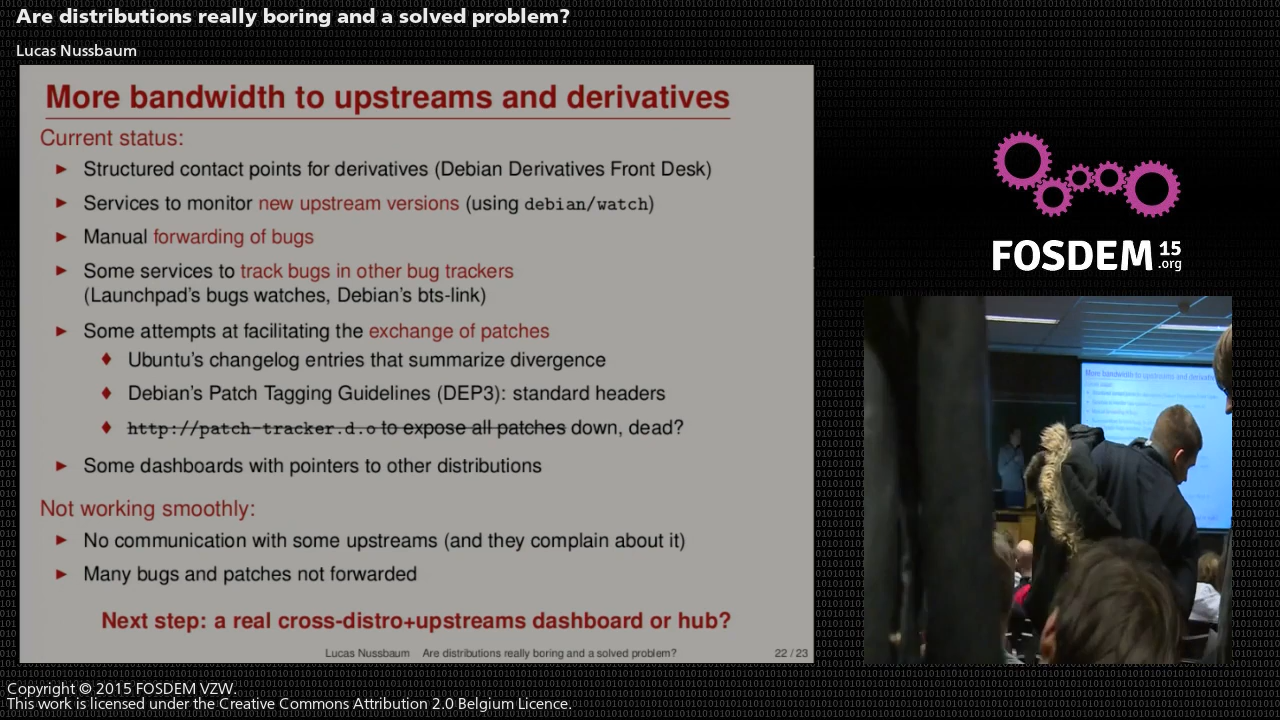 Are distributions really boring and a solved problem?
Lucas Nussbaum
More bandwidth to upstreams and derivatives
Current status:
► Structured contact points for derivatives (Debian Derivatives Front Desk)
► Services to monitor new upstream versions (using debian/watch)
► Manual forwarding of bugs
► Some services to track bugs in other bug trackers
(Launchpad's bugs watches, Debian's bts-link)
► Some attempts at facilitating the exchange of patches
♦ Ubuntu's changelog entries that summarize divergence
♦ Debian's Patch Tagging Guidelines (DEP3): standard headers
♦ http://patch-tracker.d.o to expose all patches down, dead?
► Some dashboards with pointers to other distributions
Not working smoothly:
► No communication with some upstreams (and they complain about it)
► Many bugs and patches not forwarded
Next step: a real cross-distro+upstreams dashboard or hub?
Lucas Nussbaum Are distributions really boring and a solved problem? 22 / 23
FOSDEM 15
.org
More bandwidth to upstreams and
Copyright © 2015 FOSDEM VZW.
This work is licensed under the Creative Commons Attribution 2.0 Belgium Licence.